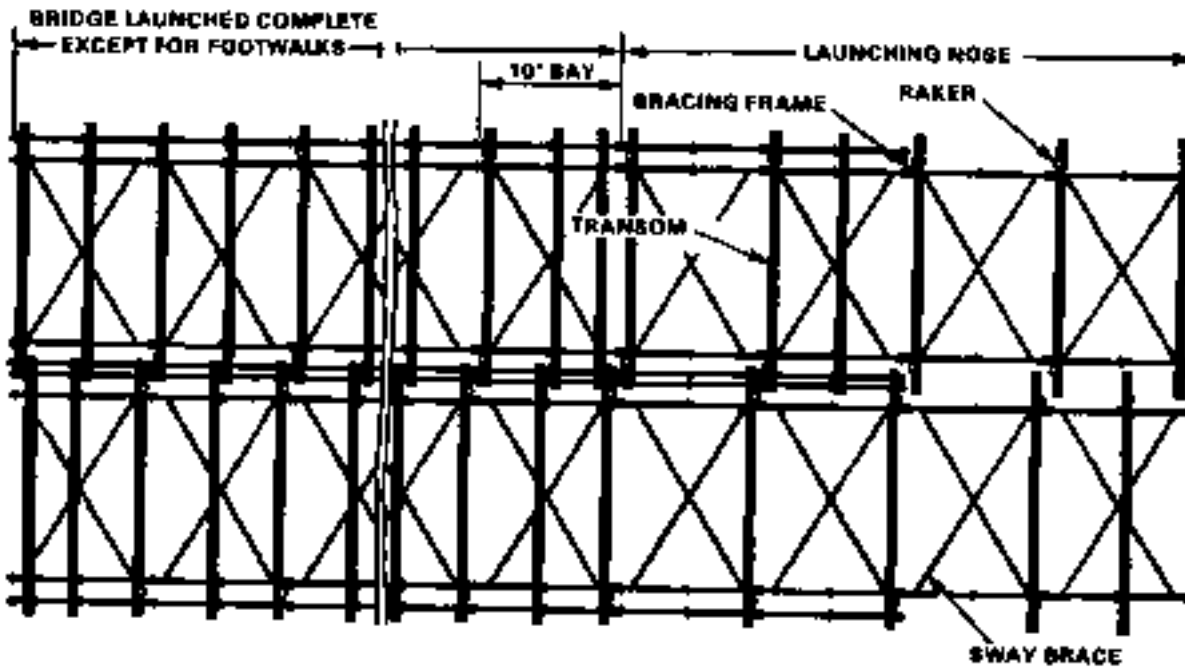 BRIDGE LAUNCHED COMPLETE
EXCEPT FOR FOOTWALKS
LAUNCHING NOSE
10' BAY
BRACING FRAME
RAKER
TRANSOM
SWAY BRACE